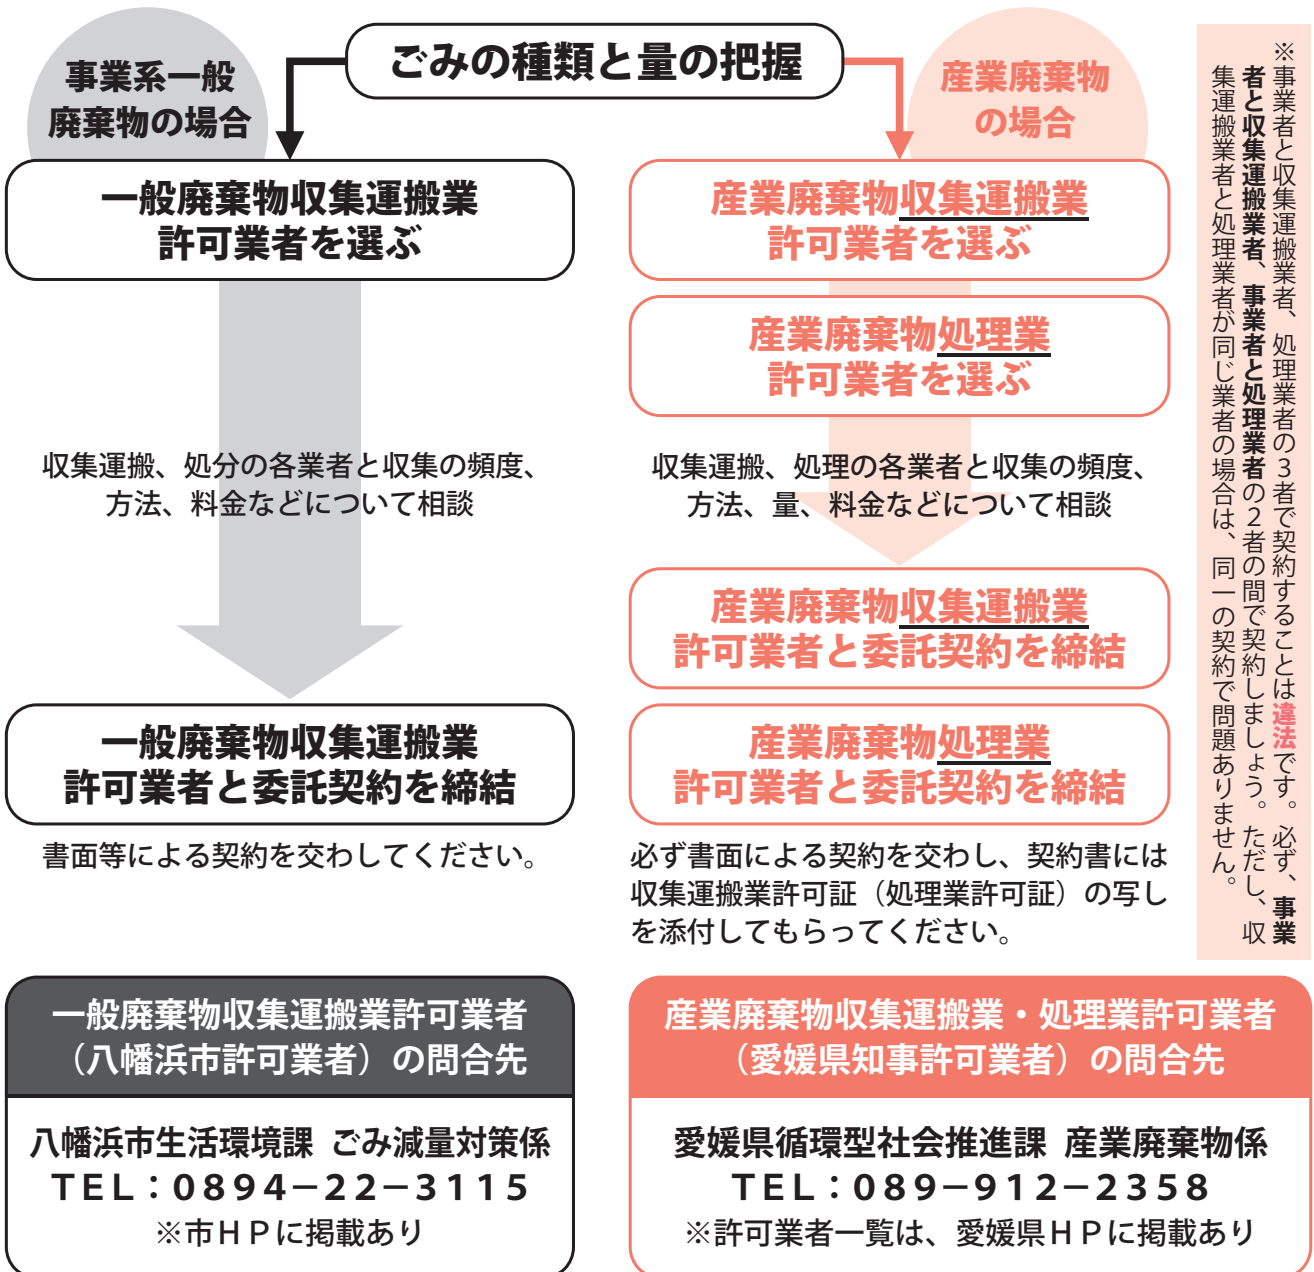 ごみの種類と量の把握
事業系一般
廃棄物の場合
一般廃棄物収集運搬業
許可業者を選ぶ
収集運搬、処分の各業者と収集の頻度、
方法、料金などについて相談
一般廃棄物収集運搬業
許可業者と委託契約を締結
書面等による契約を交わしてください。
一般廃棄物収集運搬業許可業者
（八幡浜市許可業者）の問合先
八幡浜市生活環境課 ごみ減量対策係
ＴＥＬ：０８９４－２２－３１１５
※市ＨＰに掲載あり
産業廃棄物
の場合
産業廃棄物収集運搬業
許可業者を選ぶ
産業廃棄物処理業
許可業者を選ぶ
収集運搬、処理の各業者と収集の頻度、
方法、量、料金などについて相談
産業廃棄物収集運搬業
許可業者と委託契約を締結
産業廃棄物処理業
許可業者と委託契約を締結
必ず書面による契約を交わし、契約書には
収集運搬業許可証（処理業許可証）の写し
を添付してもらってください。
産業廃棄物収集運搬業・処理業許可業者
（愛媛県知事許可業者）の問合先
愛媛県循環型社会推進課 産業廃棄物係
ＴＥＬ：０８９－９１２－２３５８
※許可業者一覧は、愛媛県ＨＰに掲載あり
※事業者と収集運搬業者、処理業者の３者で契約することは違法です。必ず、事業
者と収集運搬業者、事業者と処理業者の２者の間で契約しましょう。ただし、収
集運搬業者と処理業者が同じ業者の場合は、同一の契約で問題ありません。